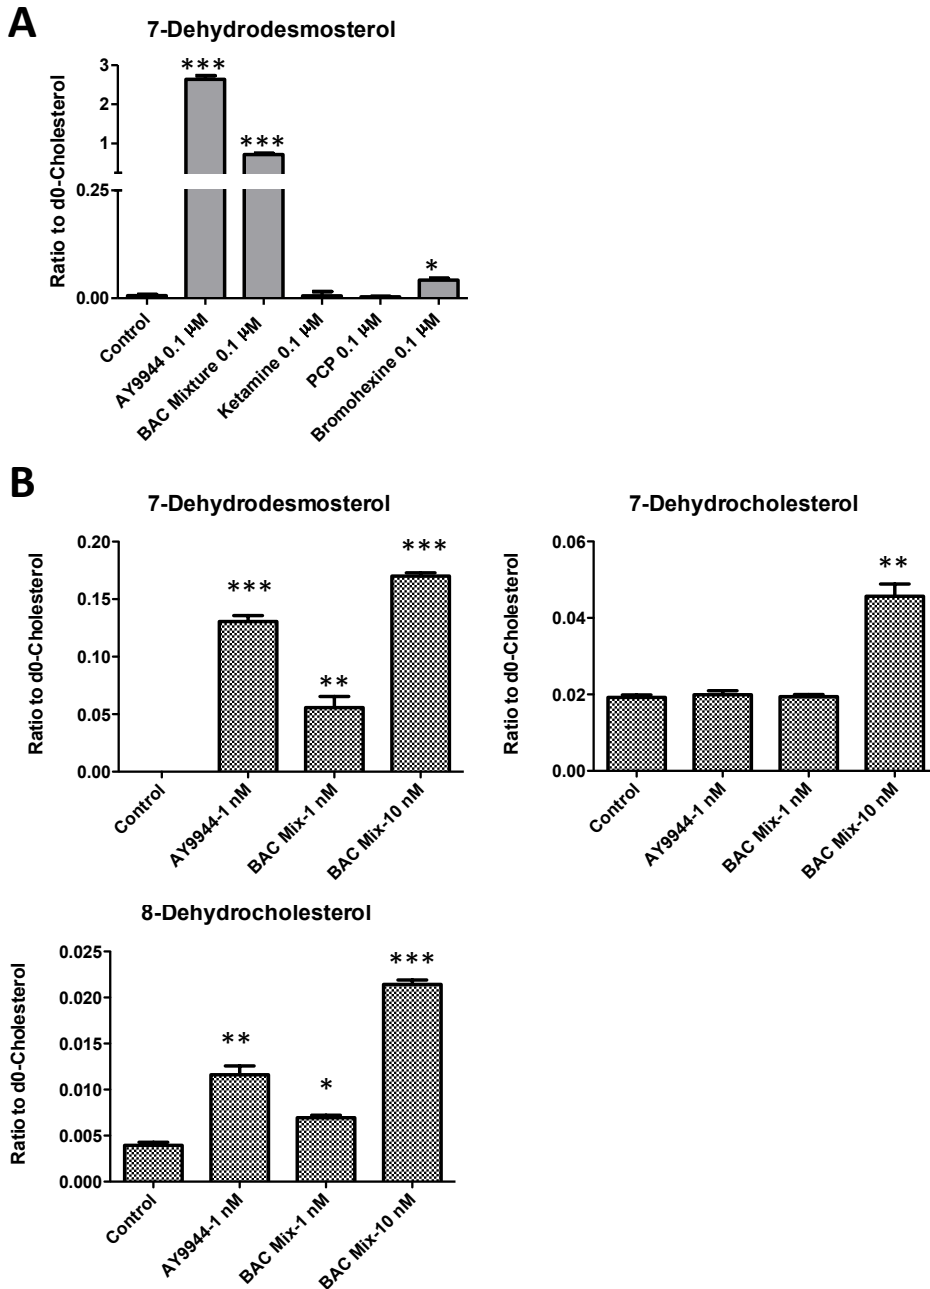 A
7-Dehydrodesmosterol
Ratio to d0-Cholesterol
3
2
1
0.25
0.00
***
***
*
Control
AY9944 0.1 µM
BAC Mixture 0.1 µM
Ketamine 0.1 µM
PCP 0.1 µM
Bromohexine 0.1 µM
B
7-Dehydrodesmosterol
Ratio to d0-Cholesterol
0.20
0.15
0.10
0.05
0.00
***
**
***
Control
AY9944-1 nM
BAC Mix-1 nM
BAC Mix-10 nM
7-Dehydrocholesterol
Ratio to d0-Cholesterol
0.06
0.04
0.02
0.00
**
Control
AY9944-1 nM
BAC Mix-1 nM
BAC Mix-10 nM
8-Dehydrocholesterol
Ratio to d0-Cholesterol
0.025
0.020
0.015
0.010
0.005
0.000
**
*
***
Control
AY9944-1 nM
BAC Mix-1 nM
BAC Mix-10 nM